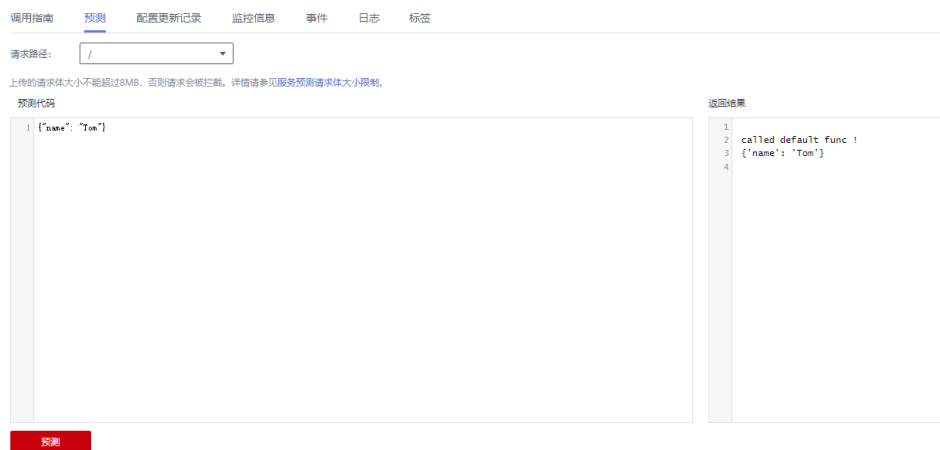 调用指南 预测 配置更新记录 监控信息 事件 日志 标签
请求路径: /
上传的请求体大小不能超过8MB, 否则请求会被拦截。详情请参见服务预测请求体大小限制。
预测代码 返回结果
1 {"name": "Tom"}
1
2 called default func !
3 {'name': 'Tom'}
4
预测